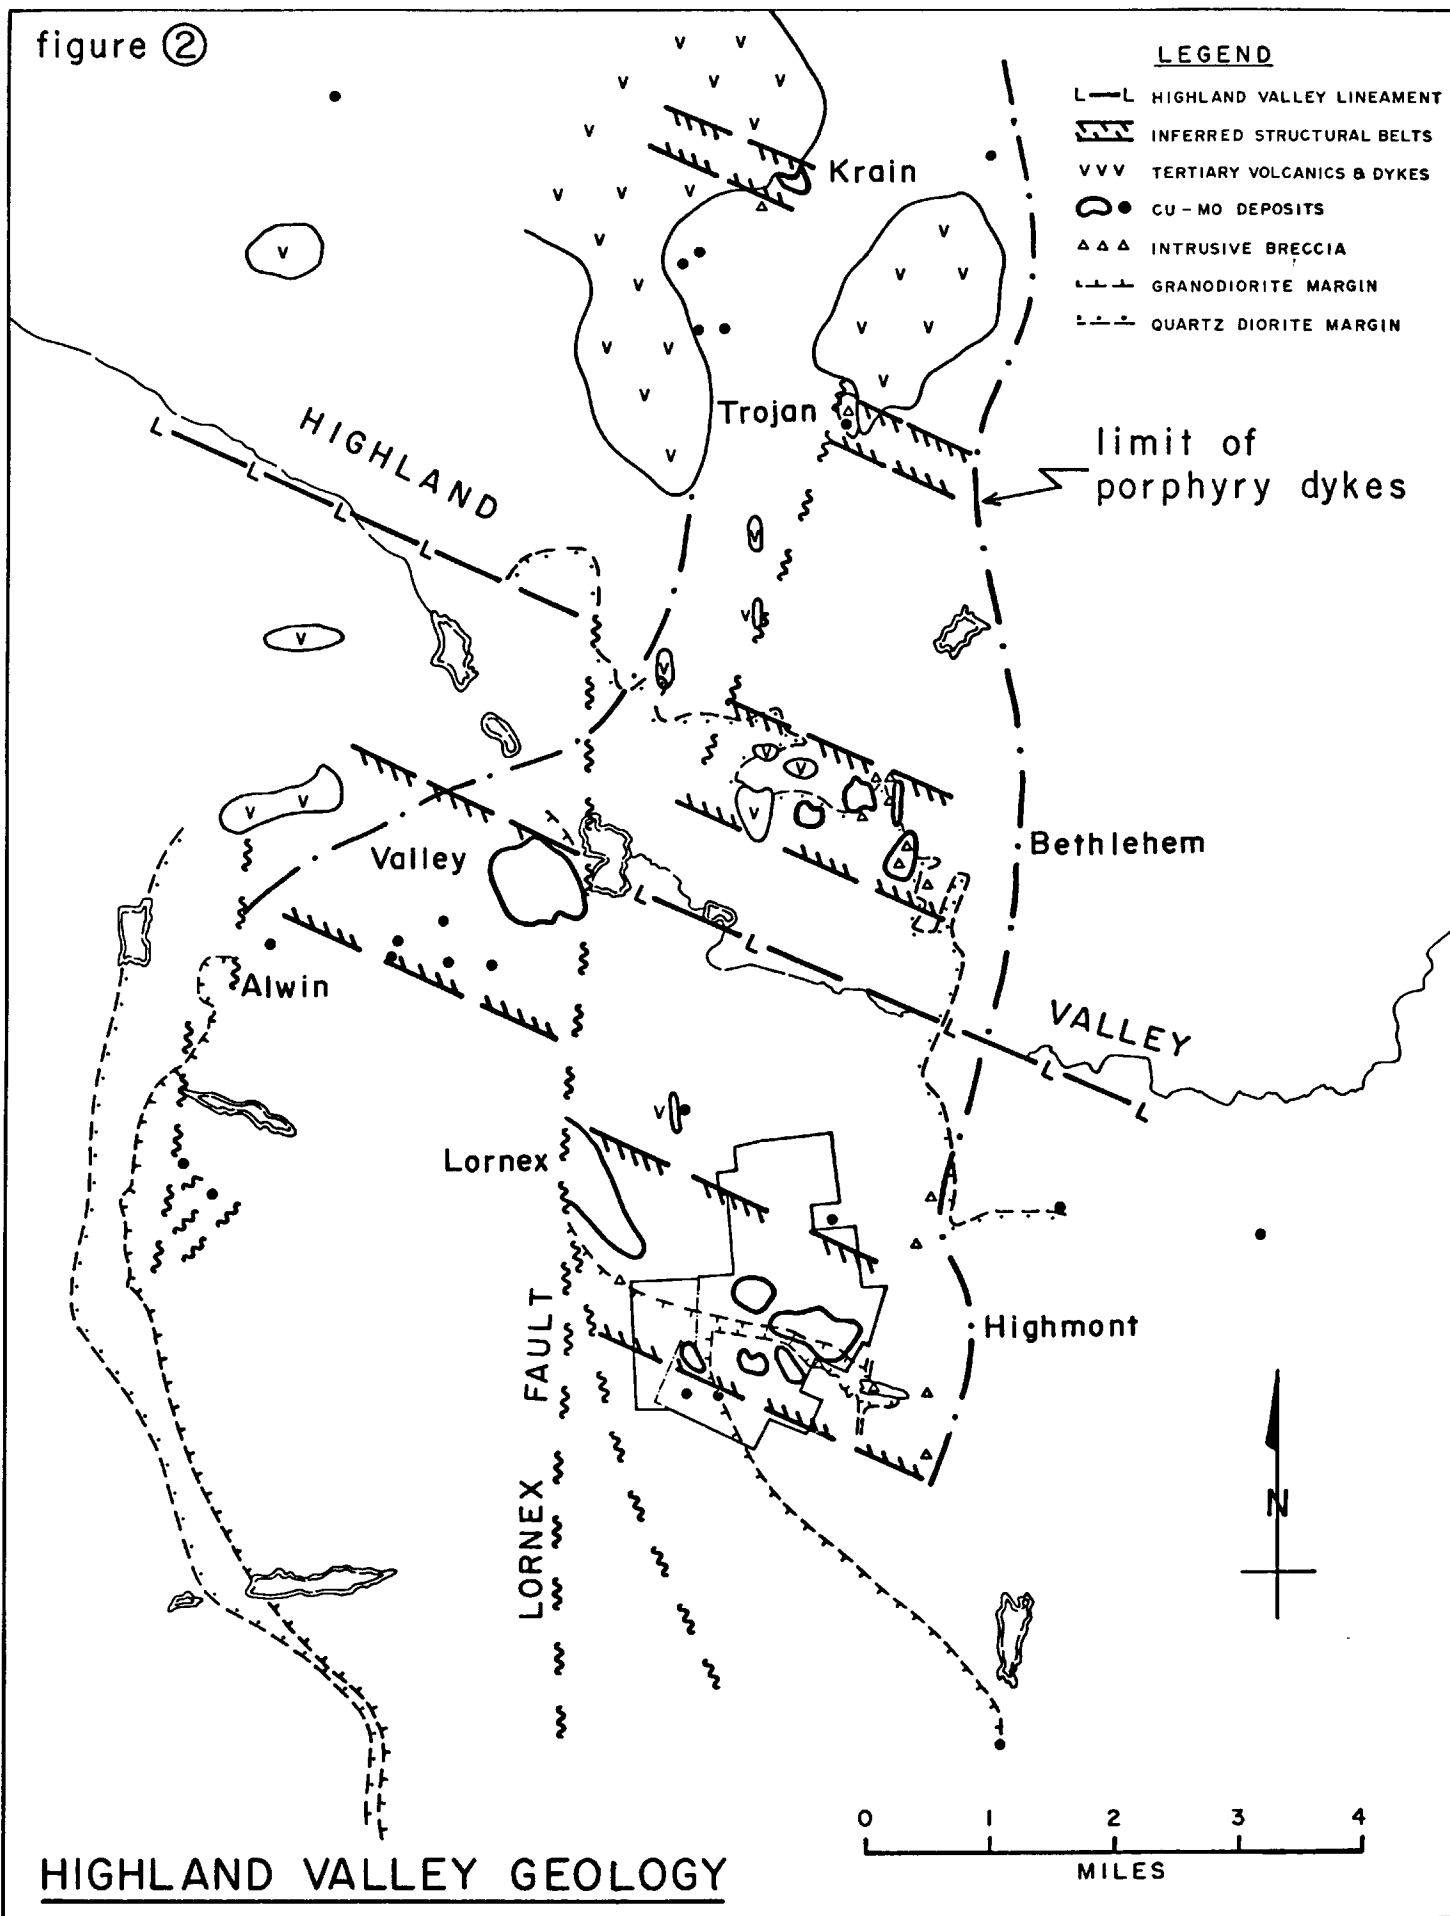 figure 2
LEGEND
L—L HIGHLAND VALLEY LINEAMENT
INFERRED STRUCTURAL BELTS
V V V TERTIARY VOLCANICS & DYKES
CU-MO DEPOSITS
INTRUSIVE BRECCIA
GRANODIORITE MARGIN
QUARTZ DIORITE MARGIN
Krain
Trojan
HIGHLAND
limit of
porphyry dykes
Valley
Bethlehem
Alwin
VALLEY
Lornex
Highmont
LORNEX FAULT
N
0 1 2 3 4
MILES
HIGHLAND VALLEY GEOLOGY